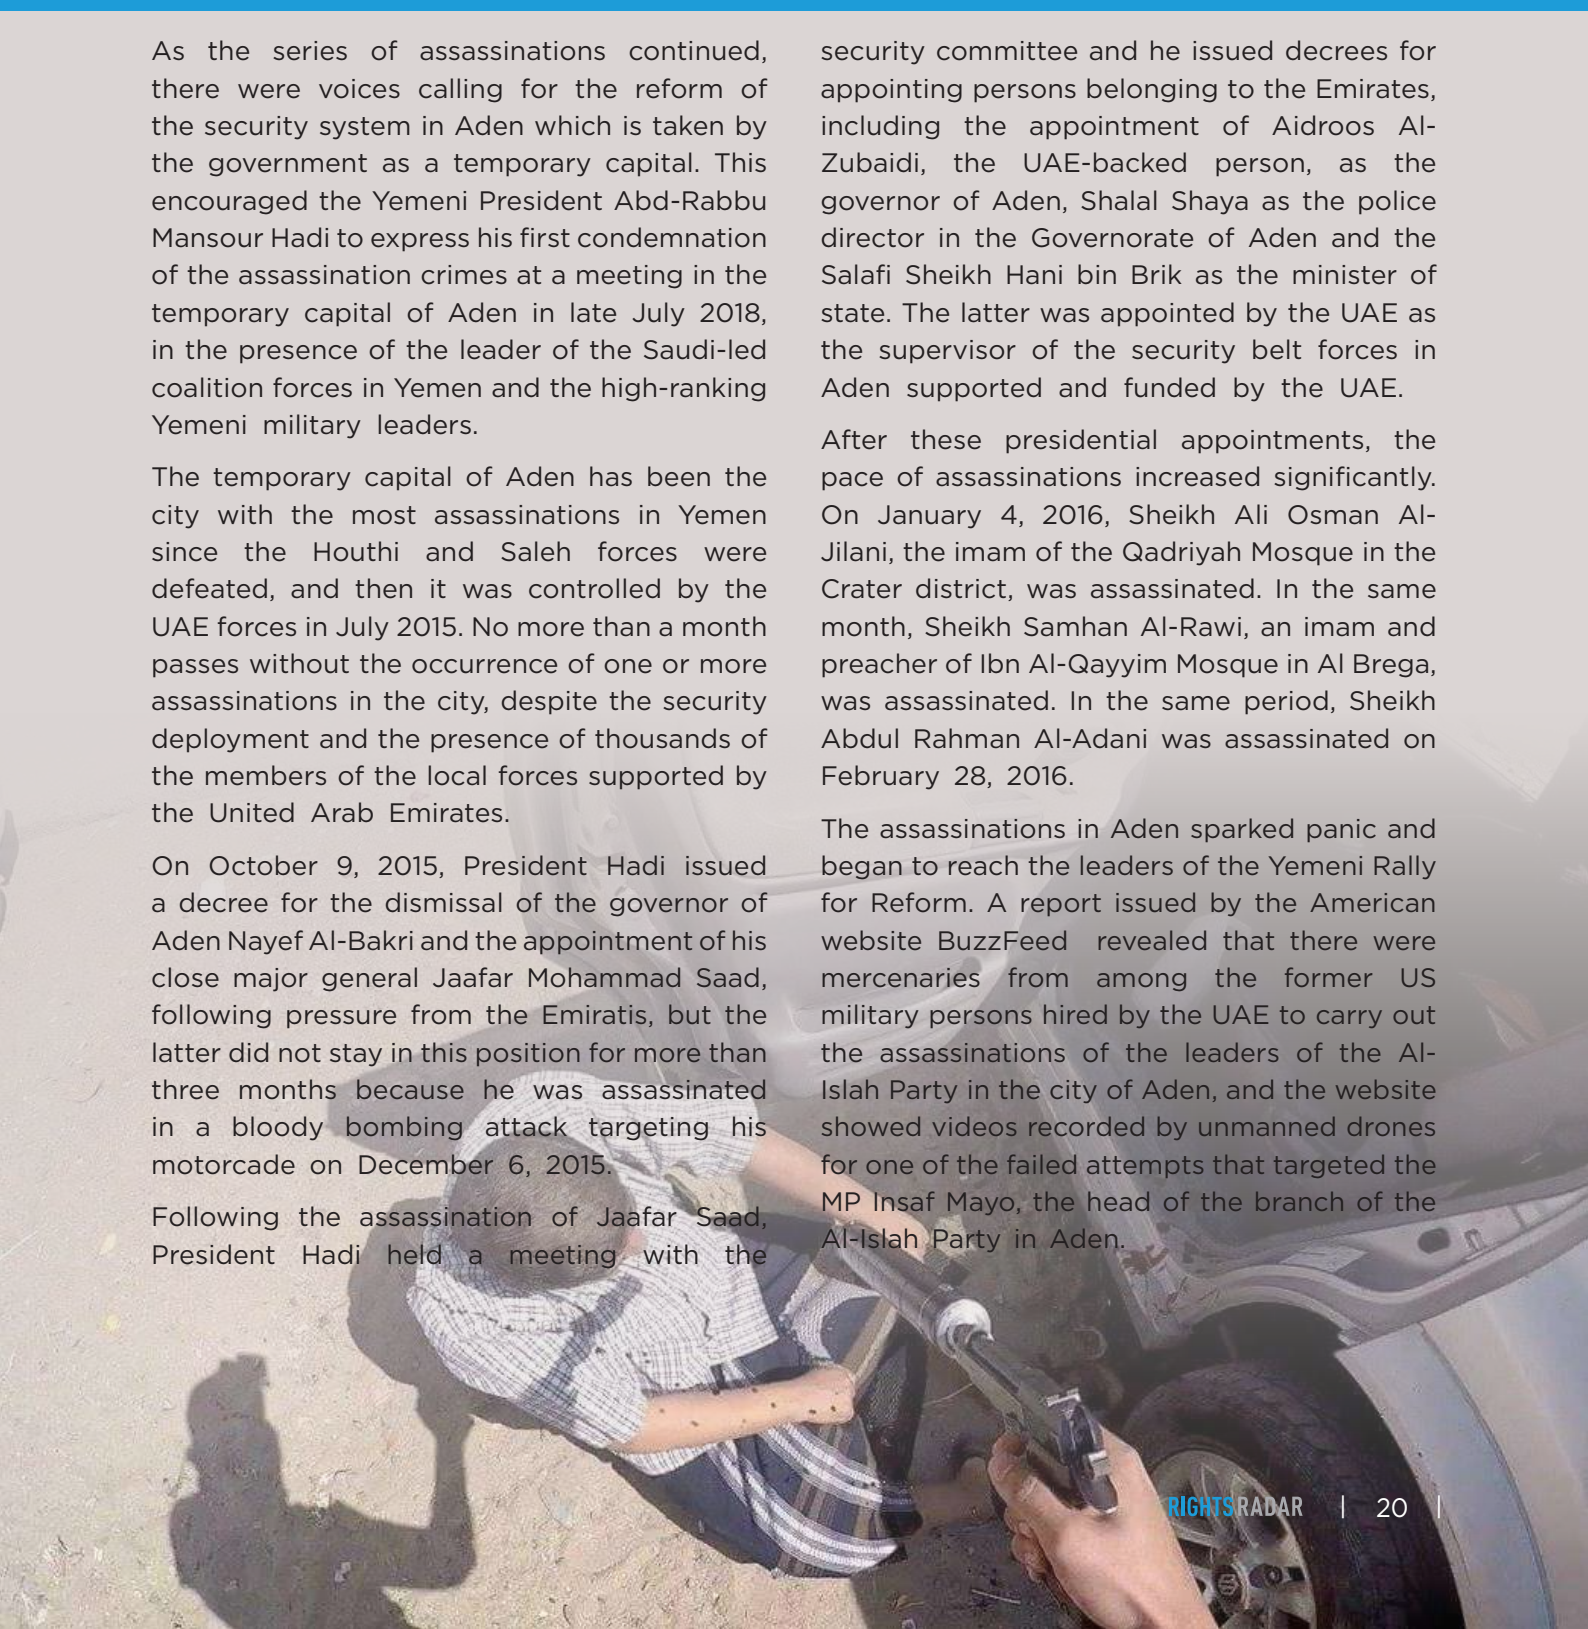 As the series of assassinations continued,
there were voices calling for the reform of
the security system in Aden which is taken by
the government as a temporary capital. This
encouraged the Yemeni President Abd-Rabbu
Mansour Hadi to express his first condemnation
of the assassination crimes at a meeting in the
temporary capital of Aden in late July 2018,
in the presence of the leader of the Saudi-led
coalition forces in Yemen and the high-ranking
Yemeni military leaders.
The temporary capital of Aden has been the
city with the most assassinations in Yemen
since the Houthi and Saleh forces were
defeated, and then it was controlled by the
UAE forces in July 2015. No more than a month
passes without the occurrence of one or more
assassinations in the city, despite the security
deployment and the presence of thousands of
the members of the local forces supported by
the United Arab Emirates.
On October 9, 2015, President Hadi issued
a decree for the dismissal of the governor of
Aden Nayef Al-Bakri and the appointment of his
close major general Jaafar Mohammad Saad,
following pressure from the Emiratis, but the
latter did not stay in this position for more than
three months because he was assassinated
in a bloody bombing attack targeting his
motorcade on December 6, 2015.
Following the assassination of Jaafar Saad,
President Hadi held a meeting with the
security committee and he issued decrees for
appointing persons belonging to the Emirates,
including the appointment of Aidroos Al-
Zubaidi, the UAE-backed person, as the
governor of Aden, Shalal Shaya as the police
director in the Governorate of Aden and the
Salafi Sheikh Hani bin Brik as the minister of
state. The latter was appointed by the UAE as
the supervisor of the security belt forces in
Aden supported and funded by the UAE.
After these presidential appointments, the
pace of assassinations increased significantly.
On January 4, 2016, Sheikh Ali Osman Al-
Jilani, the imam of the Qadriyah Mosque in the
Crater district, was assassinated. In the same
month, Sheikh Samhan Al-Rawi, an imam and
preacher of Ibn Al-Qayyim Mosque in Al Brega,
was assassinated. In the same period, Sheikh
Abdul Rahman Al-Adani was assassinated on
February 28, 2016.
The assassinations in Aden sparked panic and
began to reach the leaders of the Yemeni Rally
for Reform. A report issued by the American
website BuzzFeed revealed that there were
mercenaries from among the former US
military persons hired by the UAE to carry out
the assassinations of the leaders of the Al-
Islah Party in the city of Aden, and the website
showed videos recorded by unmanned drones
for one of the failed attempts that targeted the
MP Insaf Mayo, the head of the branch of the
Al-Islah Party in Aden.
RIGHTSRADAR | 20 |